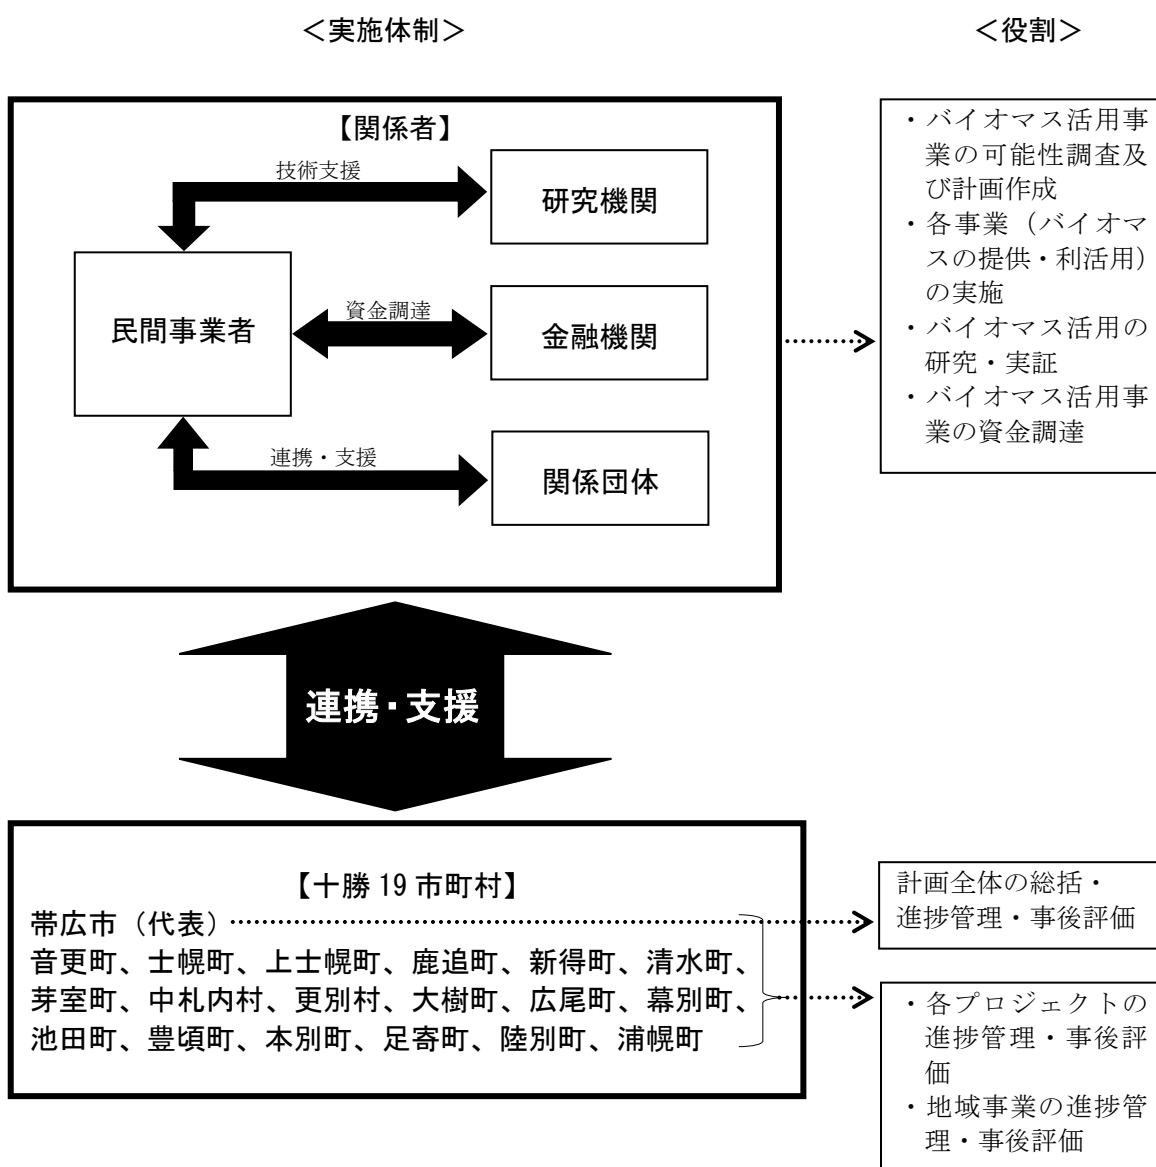 ＜実施体制＞
＜役割＞
【関係者】
技術支援
研究機関
民間事業者
資金調達
金融機関
連携・支援
関係団体
・バイオマス活用事
業の可能性調査及
び計画作成
・各事業（バイオマ
スの提供・利活用）
の実施
・バイオマス活用の
研究・実証
・バイオマス活用事
業の資金調達
連携・支援
【十勝 19 市町村】
帯広市（代表）
音更町、士幌町、上士幌町、鹿追町、新得町、清水町、
芽室町、中札内村、更別村、大樹町、広尾町、幕別町、
池田町、豊頃町、本別町、足寄町、陸別町、浦幌町
計画全体の総括・
進捗管理・事後評価
・各プロジェクトの
進捗管理・事後評
価
・地域事業の進捗管
理・事後評価